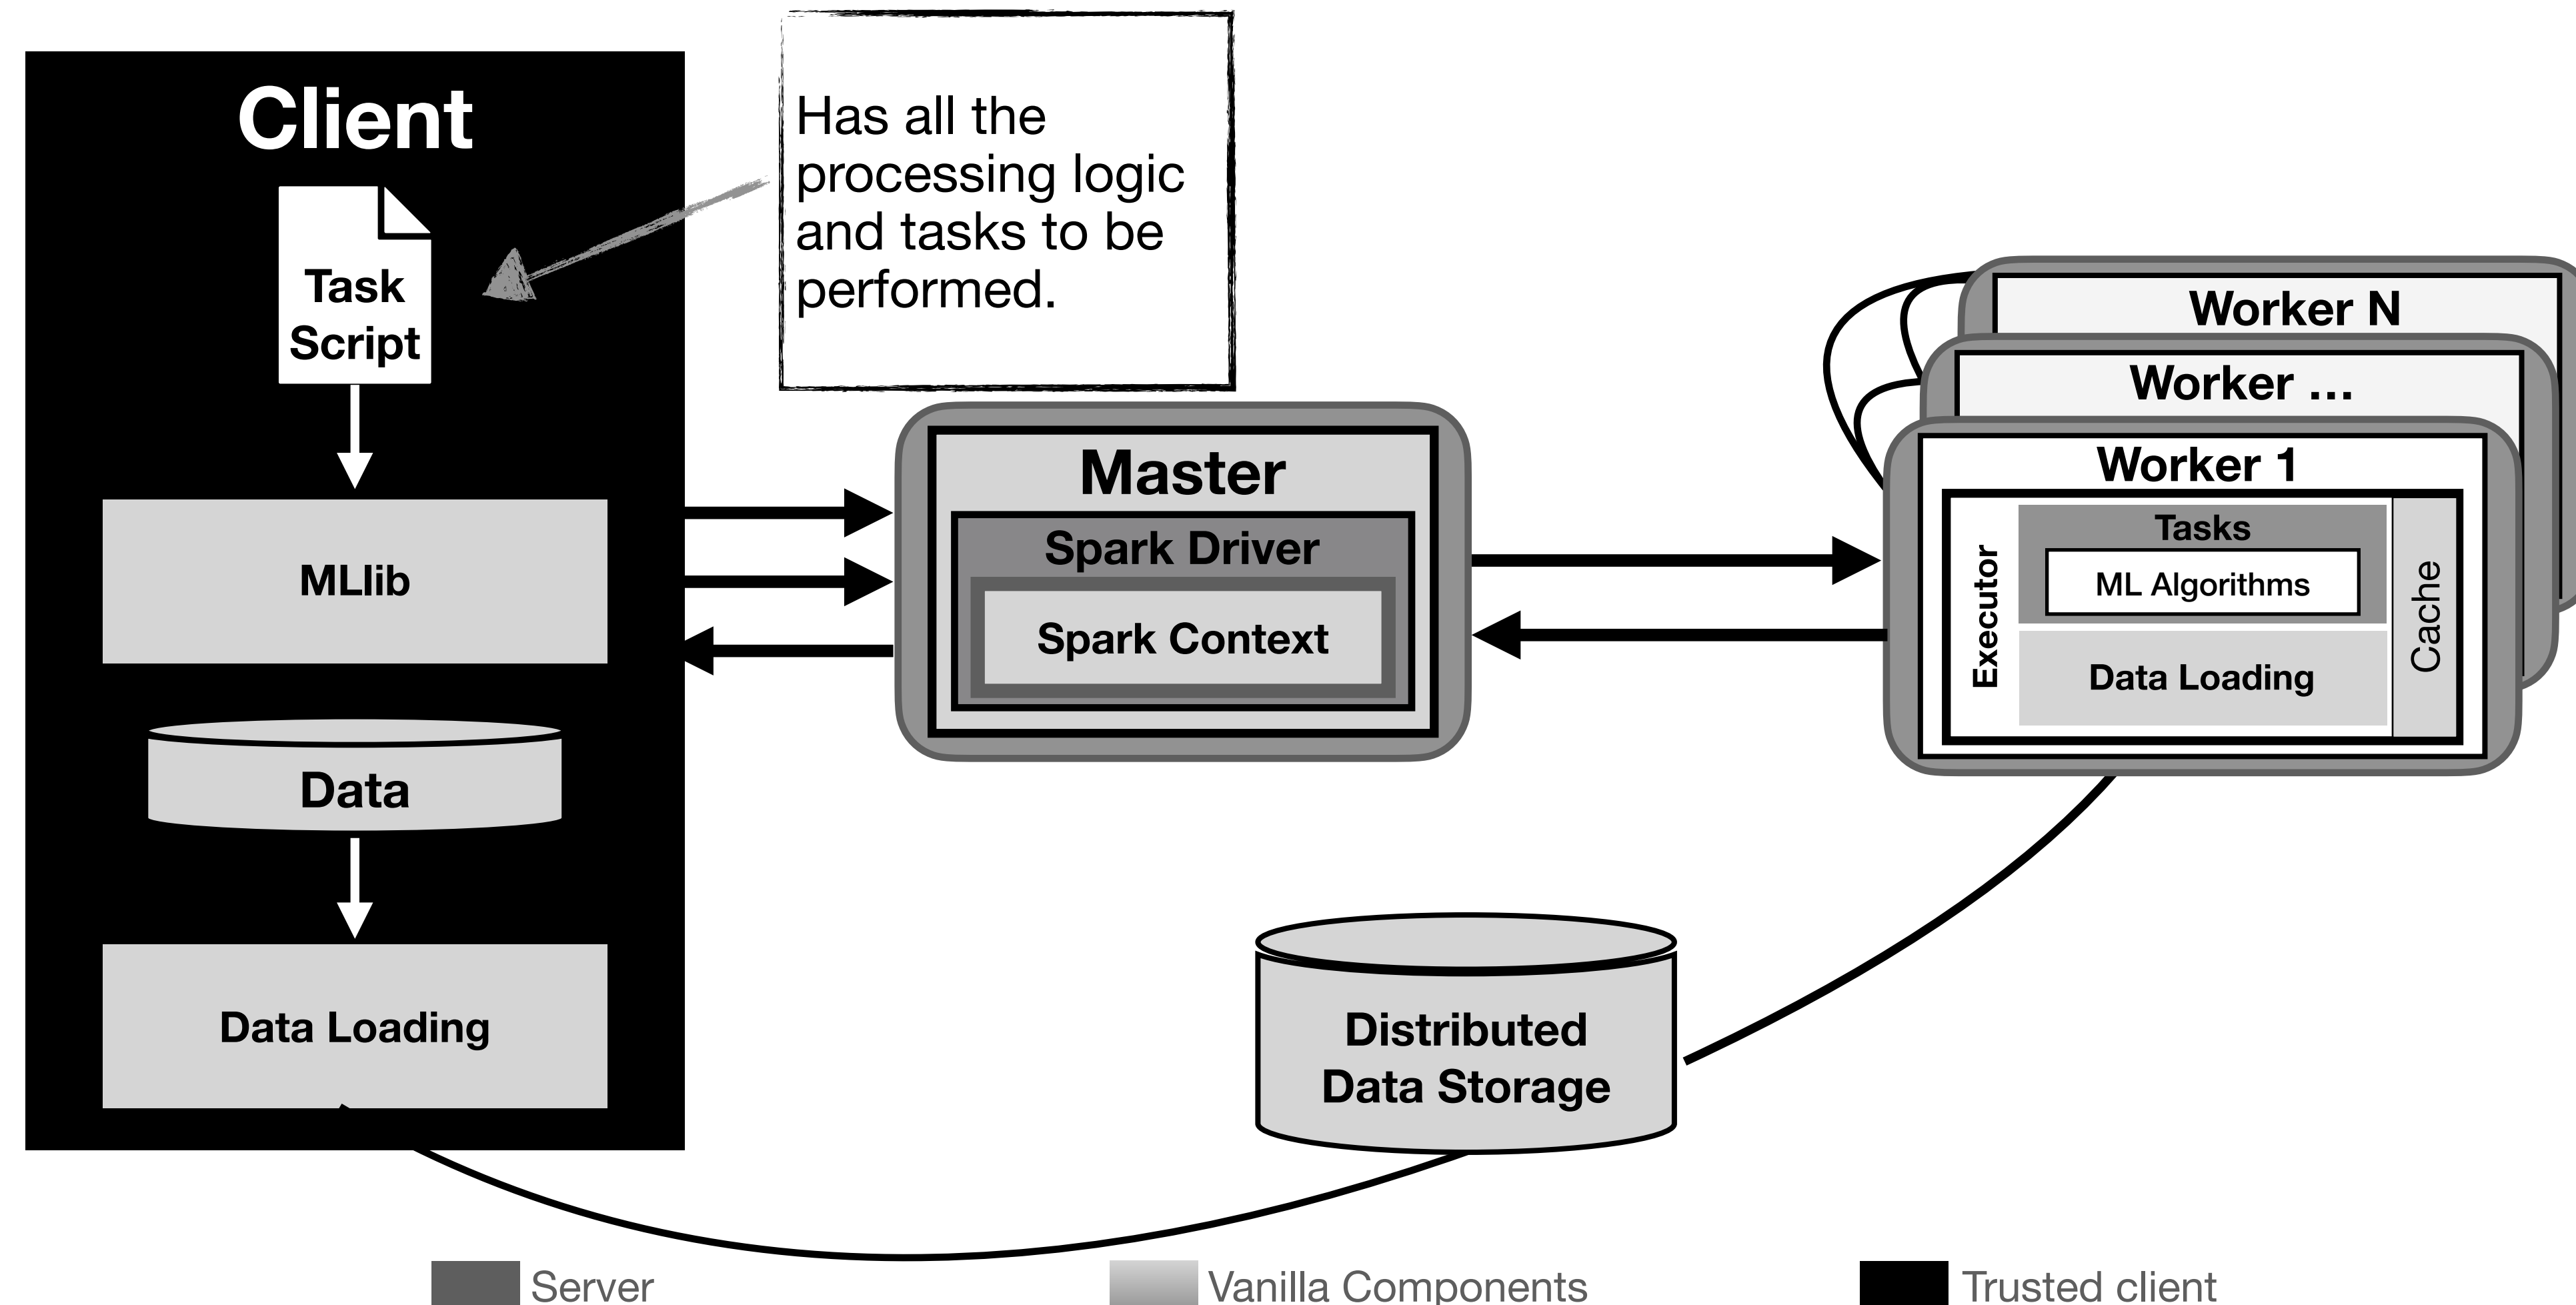 Client
Task
Script
Has all the
processing logic
and tasks to be
performed.
MLlib
Data
Data Loading
Master
Spark Driver
Spark Context
Worker N
Worker ...
Worker 1
Executor
Tasks
ML Algorithms
Data Loading
Cache
Distributed
Data Storage
Server
Vanilla Components
Trusted client